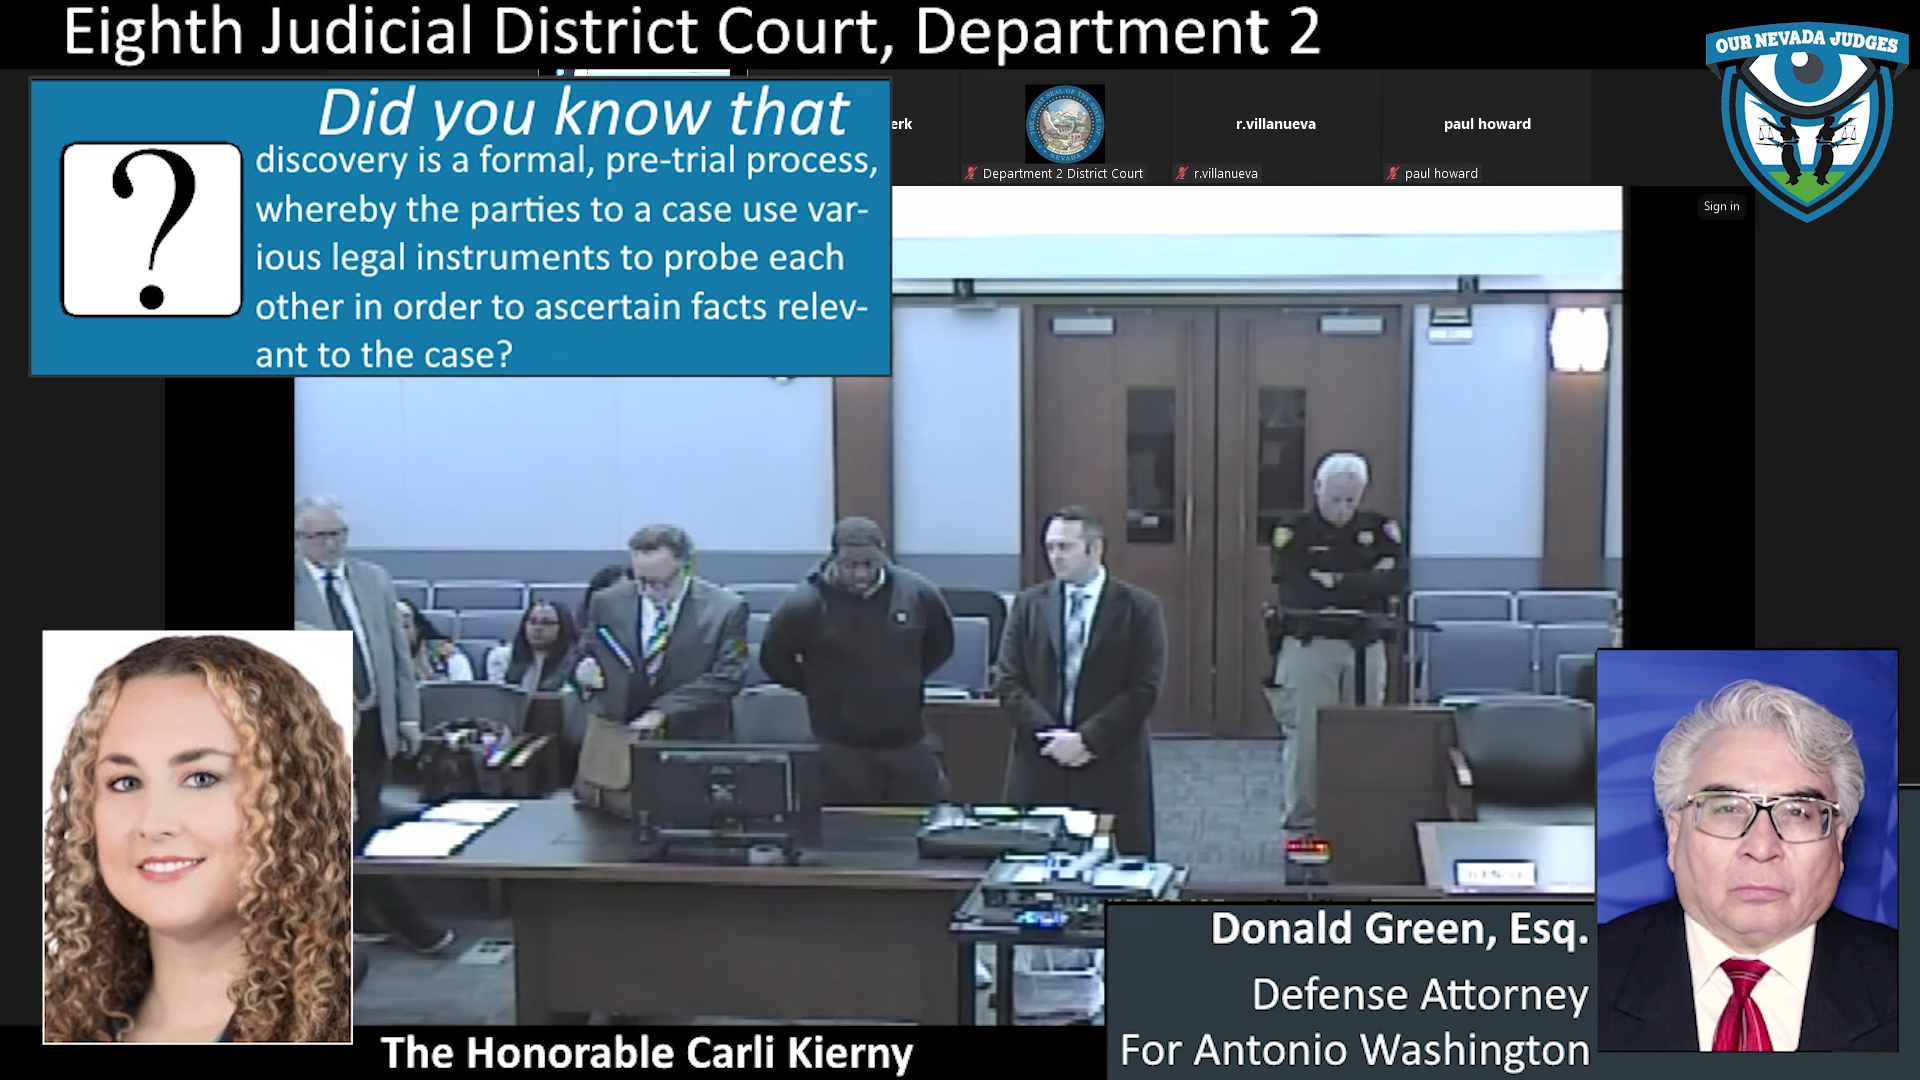 Eighth Judicial District Court, Department 2
OUR NEVADA JUDGES
Did you know that
?
discovery is a formal, pre-trial process,
whereby the parties to a case use var-
ious legal instruments to probe each
other in order to ascertain facts relev-
ant to the case?
erk
r.villanueva
paul howard
Department 2 District Court
r.villanueva
paul howard
Sign in
Donald Green, Esq.
Defense Attorney
For Antonio Washington
The Honorable Carli Kierny